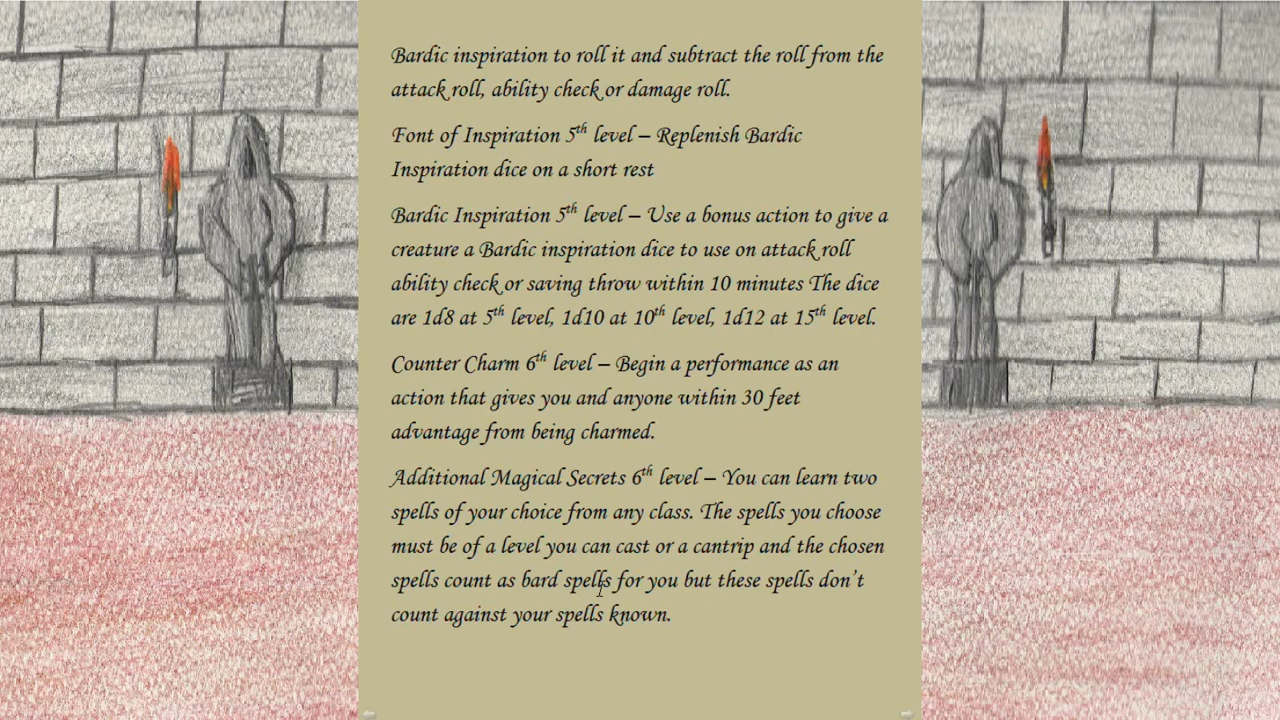 Bardic inspiration to roll it and subtract the roll from the
attack roll, ability check or damage roll.
Font of Inspiration 5th level – Replenish Bardic
Inspiration dice on a short rest
Bardic Inspiration 5th level – Use a bonus action to give a
creature a Bardic inspiration dice to use on attack roll
ability check or saving throw within 10 minutes The dice
are 1d8 at 5th level, 1d10 at 10th level, 1d12 at 15th level.
Counter Charm 6th level – Begin a performance as an
action that gives you and anyone within 30 feet
advantage from being charmed.
Additional Magical Secrets 6th level – You can learn two
spells of your choice from any class. The spells you choose
must be of a level you can cast or a cantrip and the chosen
spells count as bard spells for you but these spells don't
count against your spells known.